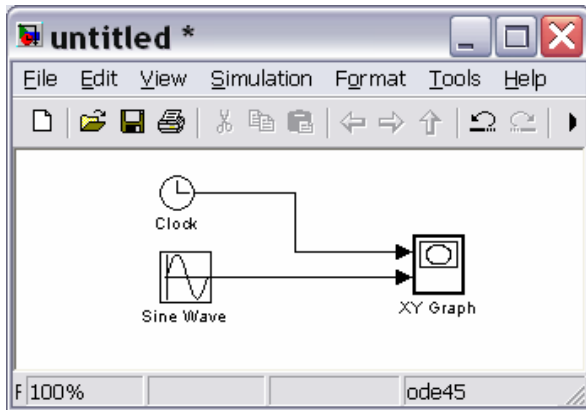 untitled *
File Edit View Simulation Format Tools Help
Clock
Sine Wave
XY Graph
F 100% ode45